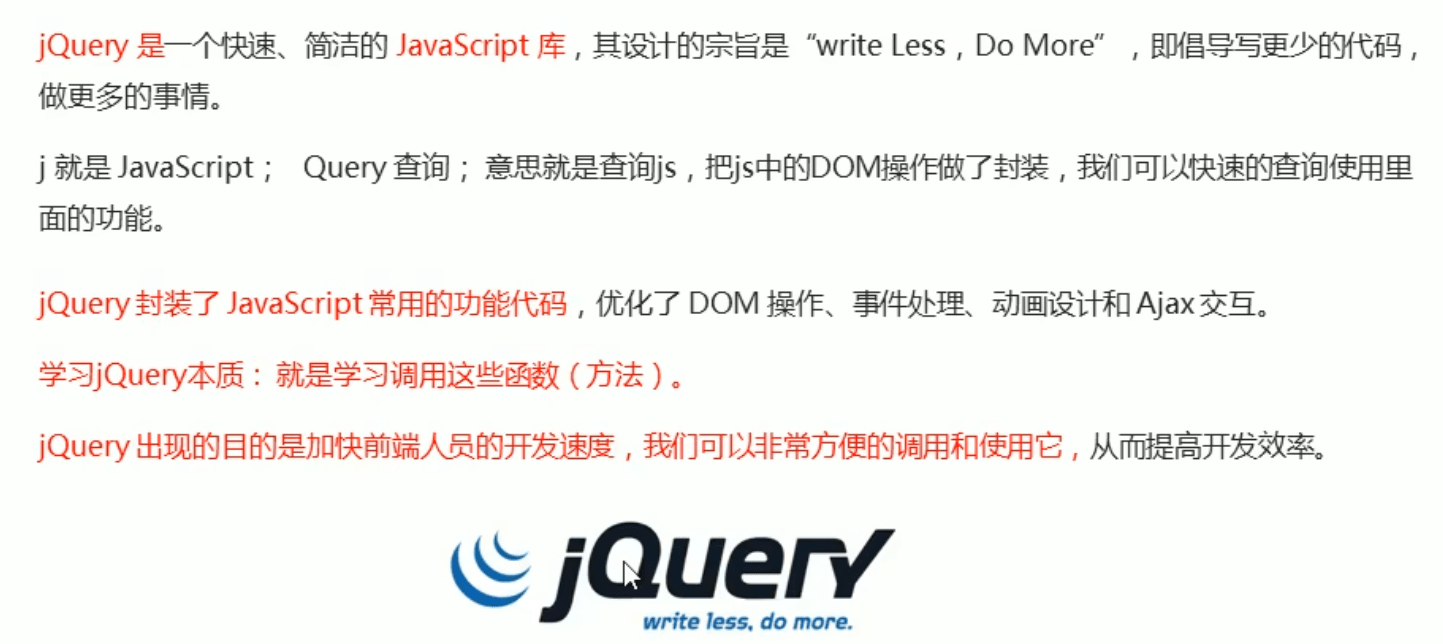 jQuery 是一个快速、简洁的 JavaScript 库，其设计的宗旨是“write Less，Do More”，即倡导写更少的代码，
做更多的事情。
j 就是 JavaScript； Query 查询； 意思就是查询js，把js中的DOM操作做了封装，我们可以快速的查询使用里
面的功能。
jQuery 封装了 JavaScript 常用的功能代码，优化了 DOM 操作、事件处理、动画设计和 Ajax 交互。
学习jQuery本质： 就是学习调用这些函数（方法）。
jQuery 出现的目的是加快前端人员的开发速度，我们可以非常方便的调用和使用它，从而提高开发效率。
jQuery
write less, do more.